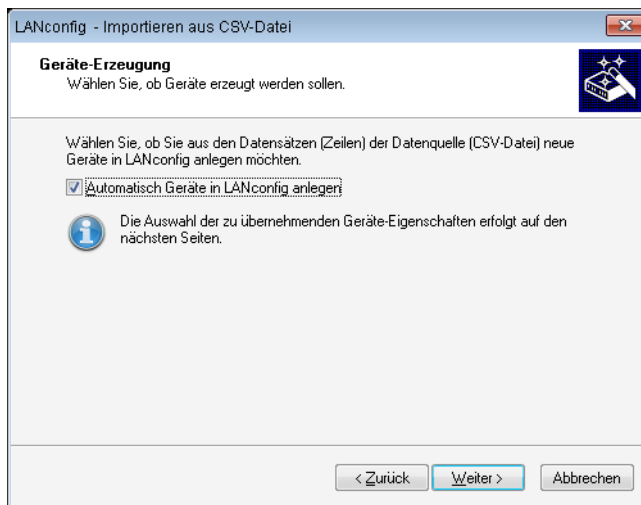 LANconfig - Importieren aus CSV-Datei
Geräte-Erzeugung
Wählen Sie, ob Geräte erzeugt werden sollen.
Wählen Sie, ob Sie aus den Datensätzen (Zeilen) der Datenquelle (CSV-Datei) neue
Geräte in LANconfig anlegen möchten.
Automatisch Geräte in LANconfig anlegen
Die Auswahl der zu übernehmenden Geräte-Eigenschaften erfolgt auf den
nächsten Seiten.
< Zurück Weiter > Abbrechen